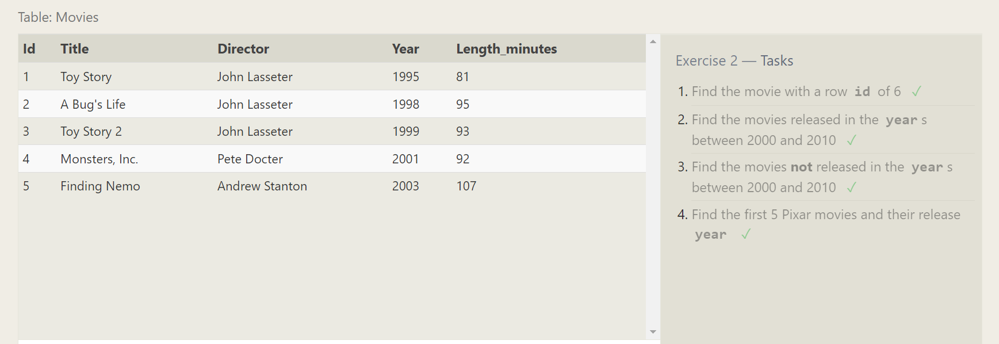 Table: Movies
Id Title Director Year Length_minutes
1 Toy Story John Lasseter 1995 81
2 A Bug's Life John Lasseter 1998 95
3 Toy Story 2 John Lasseter 1999 93
4 Monsters, Inc. Pete Docter 2001 92
5 Finding Nemo Andrew Stanton 2003 107
Exercise 2 — Tasks
1. Find the movie with a row id of 6 ✓
2. Find the movies released in the year s
between 2000 and 2010 ✓
3. Find the movies not released in the year s
between 2000 and 2010 ✓
4. Find the first 5 Pixar movies and their release
year ✓